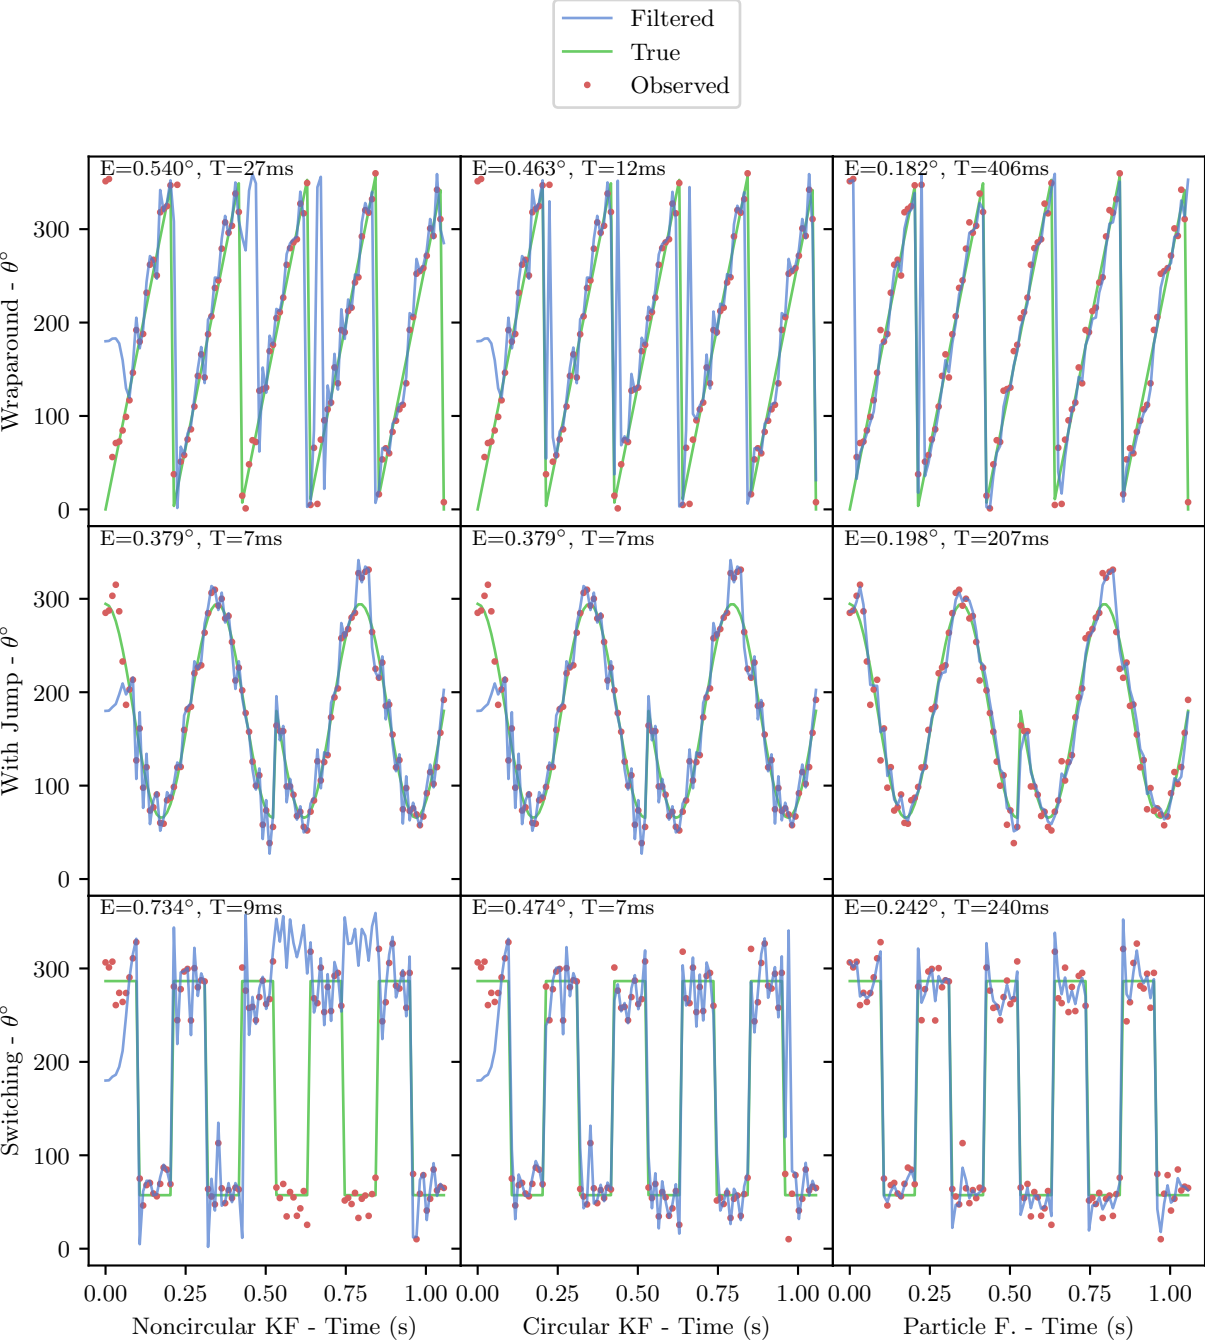 Filtered
True
Observed
E=0.540°, T=27ms
E=0.463°, T=12ms
E=0.182°, T=406ms
Wraparound - θ°
300
200
100
0
E=0.379°, T=7ms
E=0.379°, T=7ms
E=0.198°, T=207ms
With Jump - θ°
300
200
100
0
E=0.734°, T=9ms
E=0.474°, T=7ms
E=0.242°, T=240ms
Switching - θ°
300
200
100
0
0.00 0.25 0.50 0.75 1.00
0.00 0.25 0.50 0.75 1.00
0.00 0.25 0.50 0.75 1.00
Noncircular KF - Time (s)
Circular KF - Time (s)
Particle F. - Time (s)